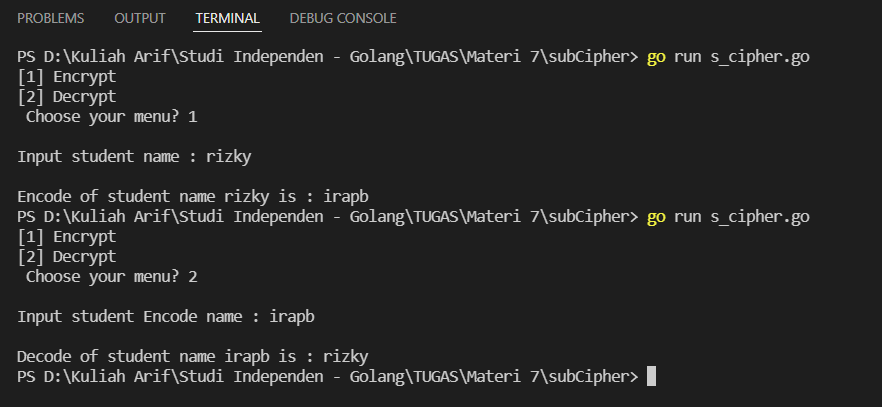 PROBLEMS OUTPUT TERMINAL DEBUG CONSOLE
PS D:\Kuliah Arif\Studi Independen - Golang\TUGAS\Materi 7\subCipher> go run s_cipher.go
[1] Encrypt
[2] Decrypt
Choose your menu? 1
Input student name : rizky
Encode of student name rizky is : irapb
PS D:\Kuliah Arif\Studi Independen - Golang\TUGAS\Materi 7\subCipher> go run s_cipher.go
[1] Encrypt
[2] Decrypt
Choose your menu? 2
Input student Encode name : irapb
Decode of student name irapb is : rizky
PS D:\Kuliah Arif\Studi Independen - Golang\TUGAS\Materi 7\subCipher>